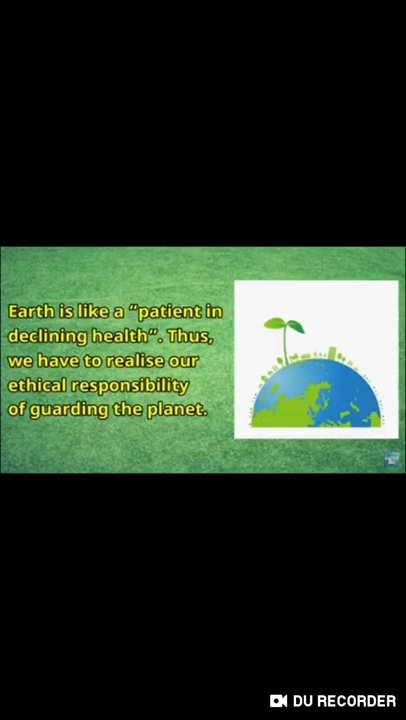 Earth is like a “patient in
declining health”. Thus,
we have to realise our
ethical responsibility
of guarding the planet.
DU RECORDER